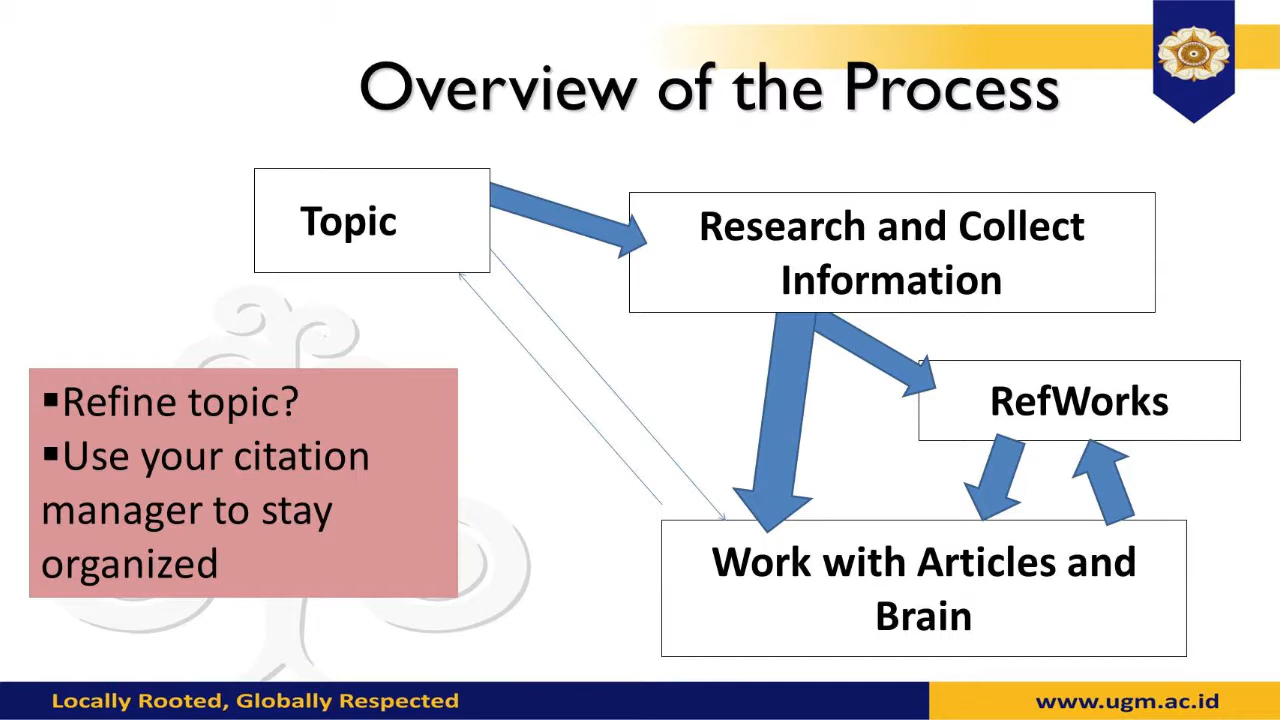 Overview of the Process
Topic
Research and Collect
Information
▪Refine topic?
▪Use your citation
manager to stay
organized
RefWorks
Work with Articles and
Brain
Locally Rooted, Globally Respected
www.ugm.ac.id